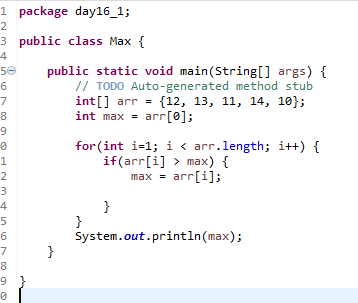 1 package day16_1;
2
3 public class Max {
4
5 public static void main(String[] args) {
6 // TODO Auto-generated method stub
7 int[] arr = {12, 13, 11, 14, 10};
8 int max = arr[0];
9
0 for(int i=1; i < arr.length; i++) {
1 if(arr[i] > max) {
2 max = arr[i];
3
4 }
5 }
6 System.out.println(max);
7 }
8
9 }
0